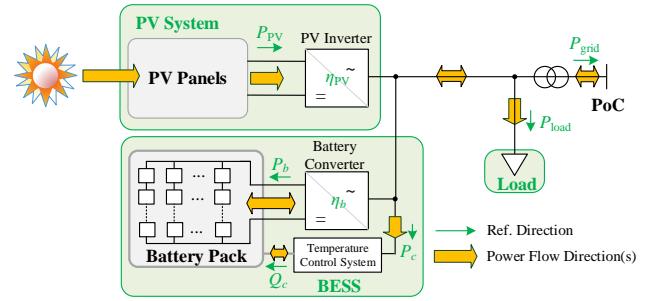 PV System
P_PV
PV Inverter
PV Panels
η_PV
~
=
P_grid
PoC
P_load
Load
Battery
Converter
P_b
...
...
...
η_b
~
=
Battery Pack
Temperature
Control System
P_c
Q_c
BESS
Ref. Direction
Power Flow Direction(s)